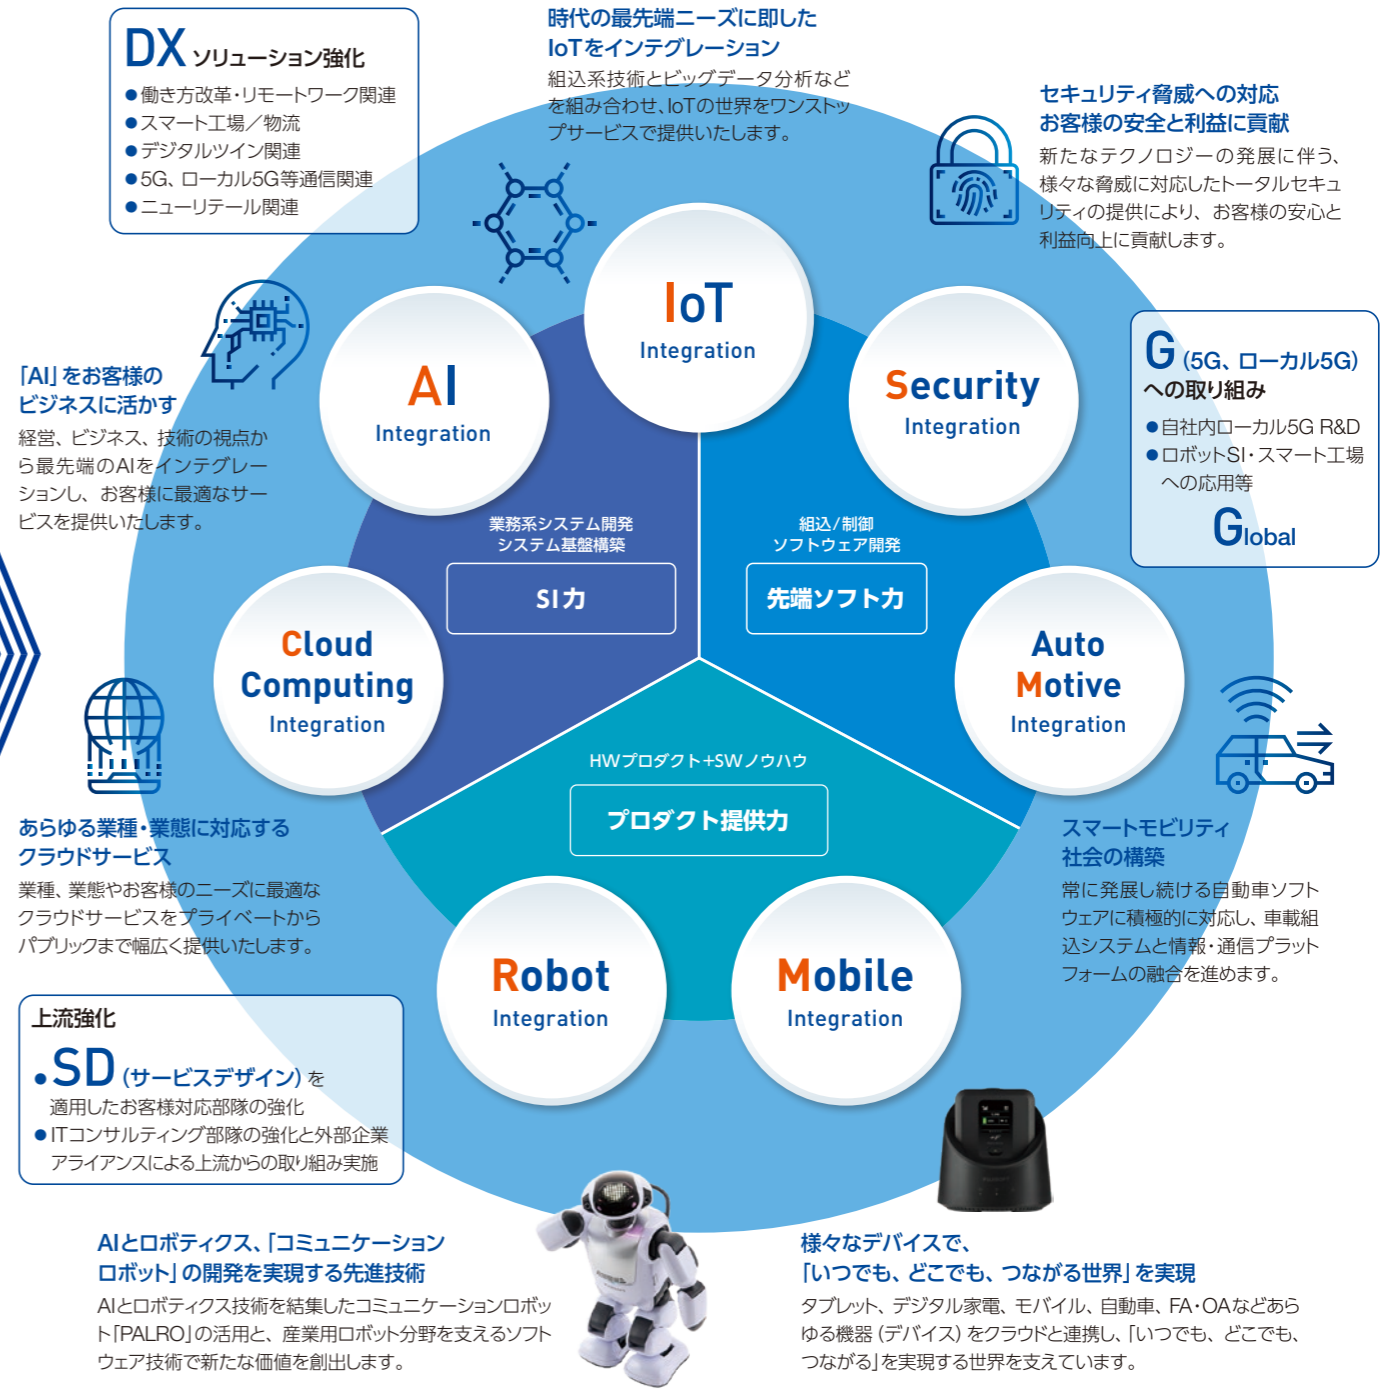 DX ソリューション強化
●働き方改革・リモートワーク関連
●スマート工場／物流
●デジタルツイン関連
●5G、ローカル5G等通信関連
●ニューリテール関連
時代の最先端ニーズに即した
IoTをインテグレーション
組込系技術とビッグデータ分析など
を組み合わせ、IoTの世界をワンストッ
プサービスで提供いたします。
セキュリティ脅威への対応
お客様の安全と利益に貢献
新たなテクノロジーの発展に伴う、
様々な脅威に対応したトータルセキュ
リティの提供により、お客様の安心と
利益向上に貢献します。
IoT
Integration
AI
Integration
Security
Integration
G（5G、ローカル5G）
への取り組み
●自社内ローカル5G R&D
●ロボットSI・スマート工場
への応用等
Global
「AI」をお客様の
ビジネスに活かす
経営、ビジネス、技術の視点か
ら最先端のAIをインテグレー
ションし、お客様に最適なサー
ビスを提供いたします。
業務系システム開発
システム基盤構築
SI力
組込/制御
ソフトウェア開発
先端ソフト力
Cloud
Computing
Integration
Auto
Motive
Integration
HWプロダクト+SWノウハウ
プロダクト提供力
あらゆる業種・業態に対応する
クラウドサービス
業種、業態やお客様のニーズに最適な
クラウドサービスをプライベートから
パブリックまで幅広く提供いたします。
スマートモビリティ
社会の構築
常に発展し続ける自動車ソフト
ウェアに積極的に対応し、車載組
込システムと情報・通信プラット
フォームの融合を進めます。
Robot
Integration
Mobile
Integration
上流強化
●SD（サービスデザイン）を
適用したお客様対応部隊の強化
●ITコンサルティング部隊の強化と外部企業
アライアンスによる上流からの取り組み実施
AIとロボティクス、「コミュニケーション
ロボット」の開発を実現する先進技術
AIとロボティクス技術を結集したコミュニケーションロボッ
ト「PALRO」の活用と、産業用ロボット分野を支えるソフト
ウェア技術で新たな価値を創出します。
様々なデバイスで、
「いつでも、どこでも、つながる世界」を実現
タブレット、デジタル家電、モバイル、自動車、FA・OAなどあら
ゆる機器（デバイス）をクラウドと連携し、「いつでも、どこでも、
つながる」を実現する世界を支えています。